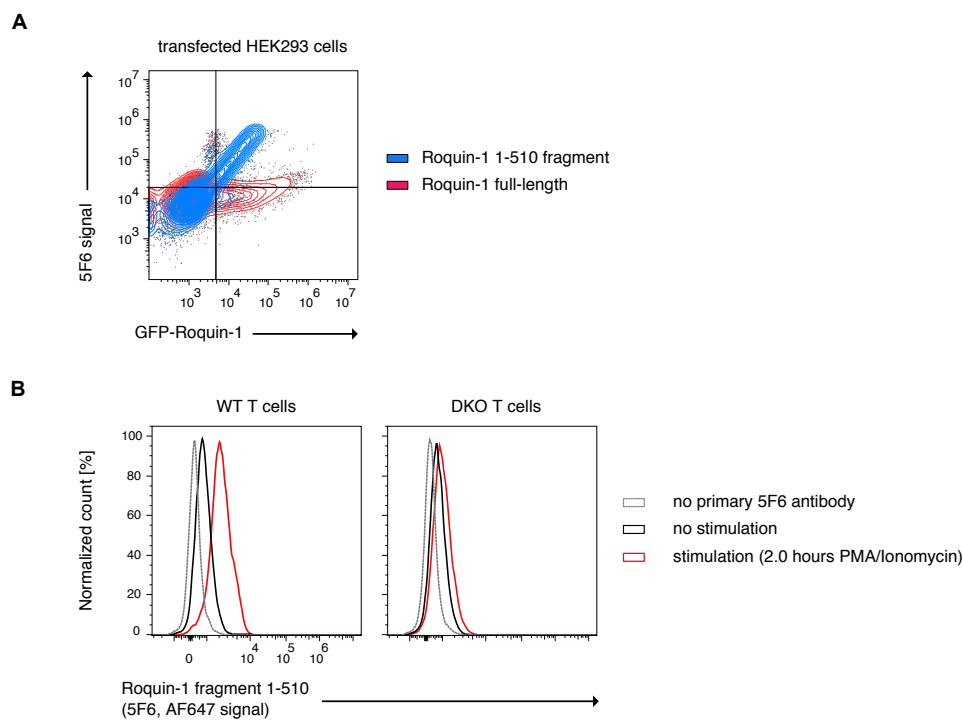 A
transfected HEK293 cells
5F6 signal
10^7
10^6
10^5
10^4
10^3
10^3 10^4 10^5 10^6 10^7
GFP-Roquin-1
Roquin-1 1-510 fragment
Roquin-1 full-length
B
WT T cells
DKO T cells
Normalized count [%]
100
80
60
40
20
0
0 10^4 10^5 10^6
Roquin-1 fragment 1-510
(5F6, AF647 signal)
no primary 5F6 antibody
no stimulation
stimulation (2.0 hours PMA/Ionomycin)